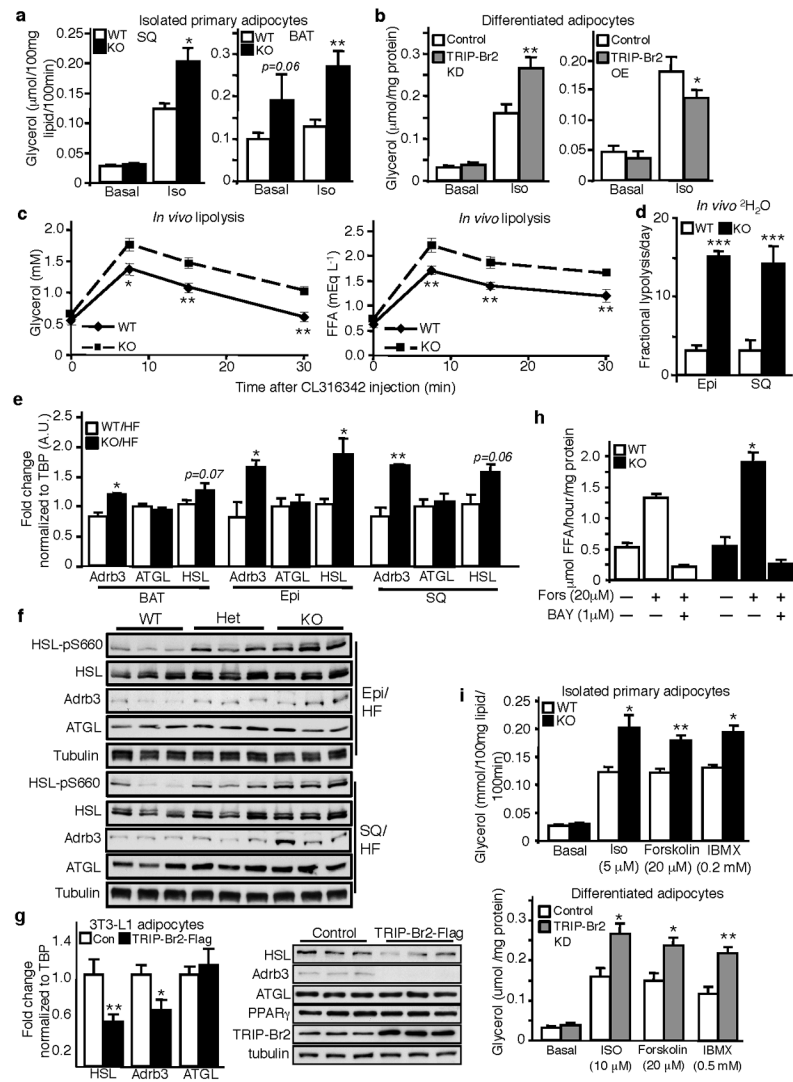 a
Isolated primary adipocytes
WT
KO
SQ
*
Glycerol (μmol/100mg
lipid/100min)
0.25
0.20
0.15
0.10
0.05
0
Basal
Iso
WT
KO
BAT
**
p=0.06
0.3
0.2
0.1
0
Basal
Iso
b
Differentiated adipocytes
Control
TRIP-Br2
KD
**
Glycerol (μmol/mg protein)
0.3
0.2
0.1
0
Basal
Iso
Control
TRIP-Br2
OE
*
0.20
0.15
0.10
0.05
0
Basal
Iso
c
In vivo lipolysis
Glycerol (mM)
2.0
1.5
1.0
0.5
0
*
**
**
WT
KO
0
10
20
30
In vivo lipolysis
FFA (mEq L-1)
2.5
2.0
1.5
1.0
0.5
0.0
**
**
**
WT
KO
0
10
20
30
Time after CL316342 injection (min)
d
In vivo ²H₂O
WT
KO
***
***
Fractional lypolysis/day
20
10
0
Epi
SQ
e
WT/HF
KO/HF
Fold change
normalized to TBP (A.U.)
2.5
2.0
1.5
1.0
0.5
0
*
p=0.07
*
*
**
p=0.06
Adrb3 ATGL HSL Adrb3 ATGL HSL Adrb3 ATGL HSL
BAT
Epi
SQ
h
WT
KO
*
μmol FFA/hour/mg protein
2.0
1.5
1.0
0.5
0
Fors (20μM) — + + — + +
BAY (1μM) — — + — — +
f
WT
Het
KO
HSL-pS660
HSL
Adrb3
ATGL
Tubulin
Epi/
HF
HSL-pS660
HSL
Adrb3
ATGL
Tubulin
SQ/
HF
i
Isolated primary adipocytes
WT
KO
*
**
*
Glycerol (mmol/100mg lipid/
100min)
0.25
0.20
0.15
0.10
0.05
0
Basal
Iso
(5 μM)
Forskolin
(20 μM)
IBMX
(0.2 mM)
Differentiated adipocytes
Control
TRIP-Br2
KD
*
*
**
Glycerol (umol /mg protein)
0.3
0.2
0.1
0
Basal
ISO
(10 μM)
Forskolin
(20 μM)
IBMX
(0.5 mM)
g
3T3-L1 adipocytes
Con
TRIP-Br2-Flag
Fold change
normalized to TBP
1.4
1.0
0.6
0.2
**
*
HSL Adrb3 ATGL
Control
TRIP-Br2-Flag
HSL
Adrb3
ATGL
PPARγ
TRIP-Br2
tubulin